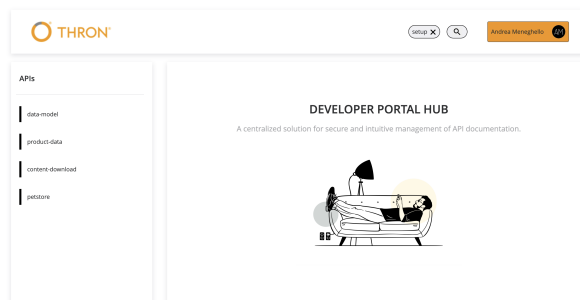 THRON
setup
Andrea Meneghello
AM
APIs
DEVELOPER PORTAL HUB
data-model
A centralized solution for secure and intuitive management of API documentation.
product-data
content-download
petstore